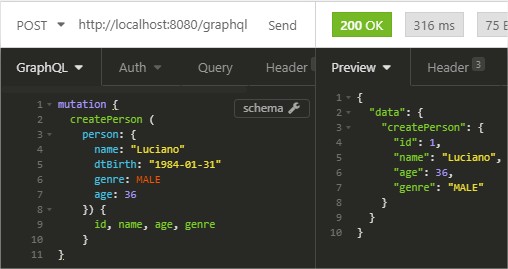 POST http://localhost:8080/graphql Send
200 OK 316 ms 75 B
GraphQL Auth Query Header
Preview Header 3
schema
1 mutation {
2 createPerson (
3 person: {
4 name: "Luciano"
5 dtBirth: "1984-01-31"
6 genre: MALE
7 age: 36
8 }) {
9 id, name, age, genre
10 }
11 }
1 {
2 "data": {
3 "createPerson": {
4 "id": 1,
5 "name": "Luciano",
6 "age": 36,
7 "genre": "MALE"
8 }
9 }
10 }